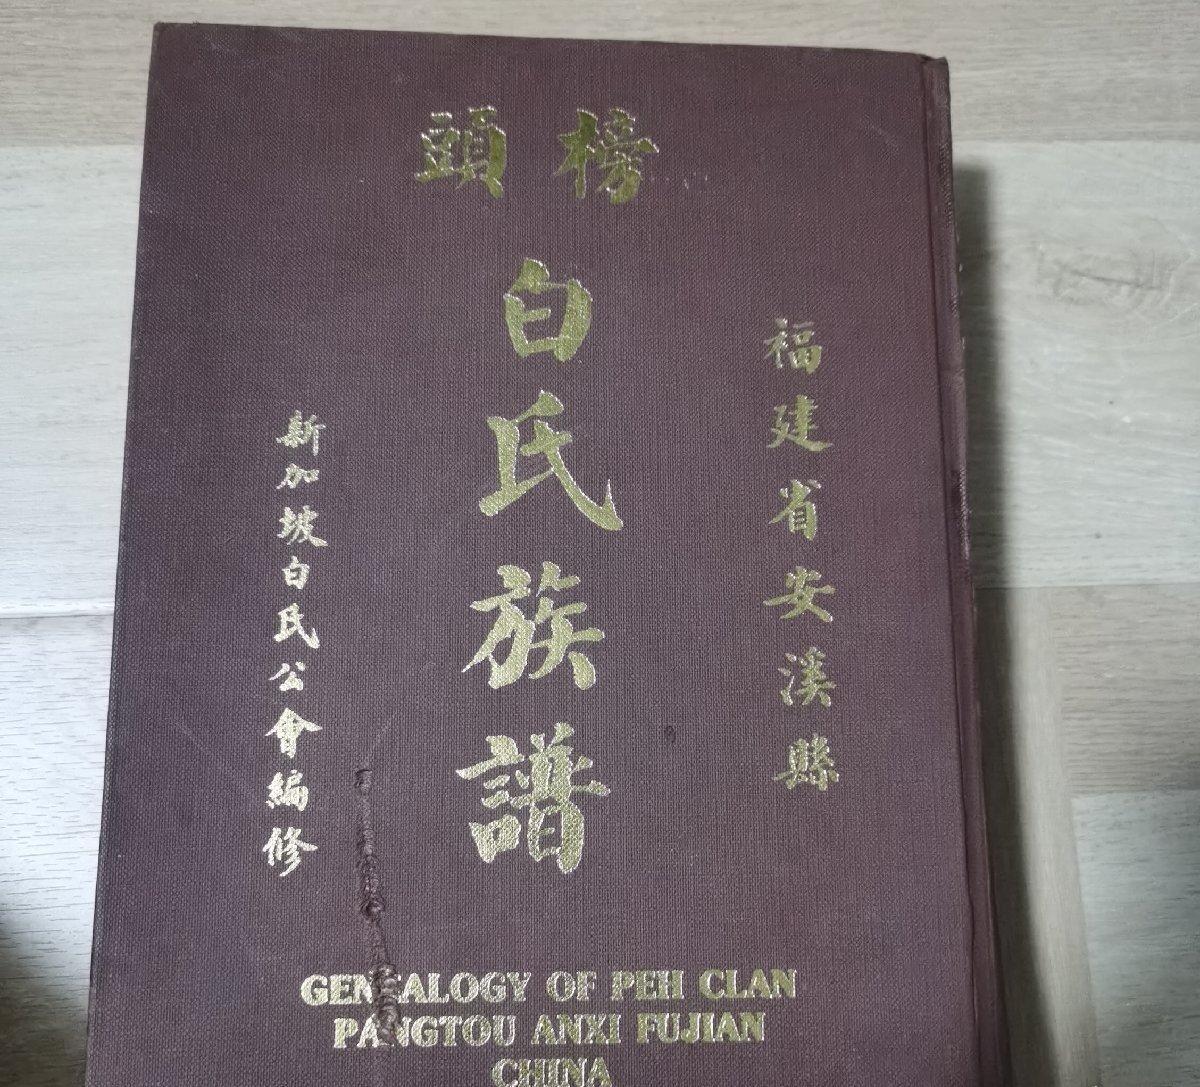 榜頭
福建省安溪縣
白氏族譜
新加坡白氏公會編修
GENEALOGY OF PEH CLAN
PANGTOU ANXI FUJIAN
CHINA